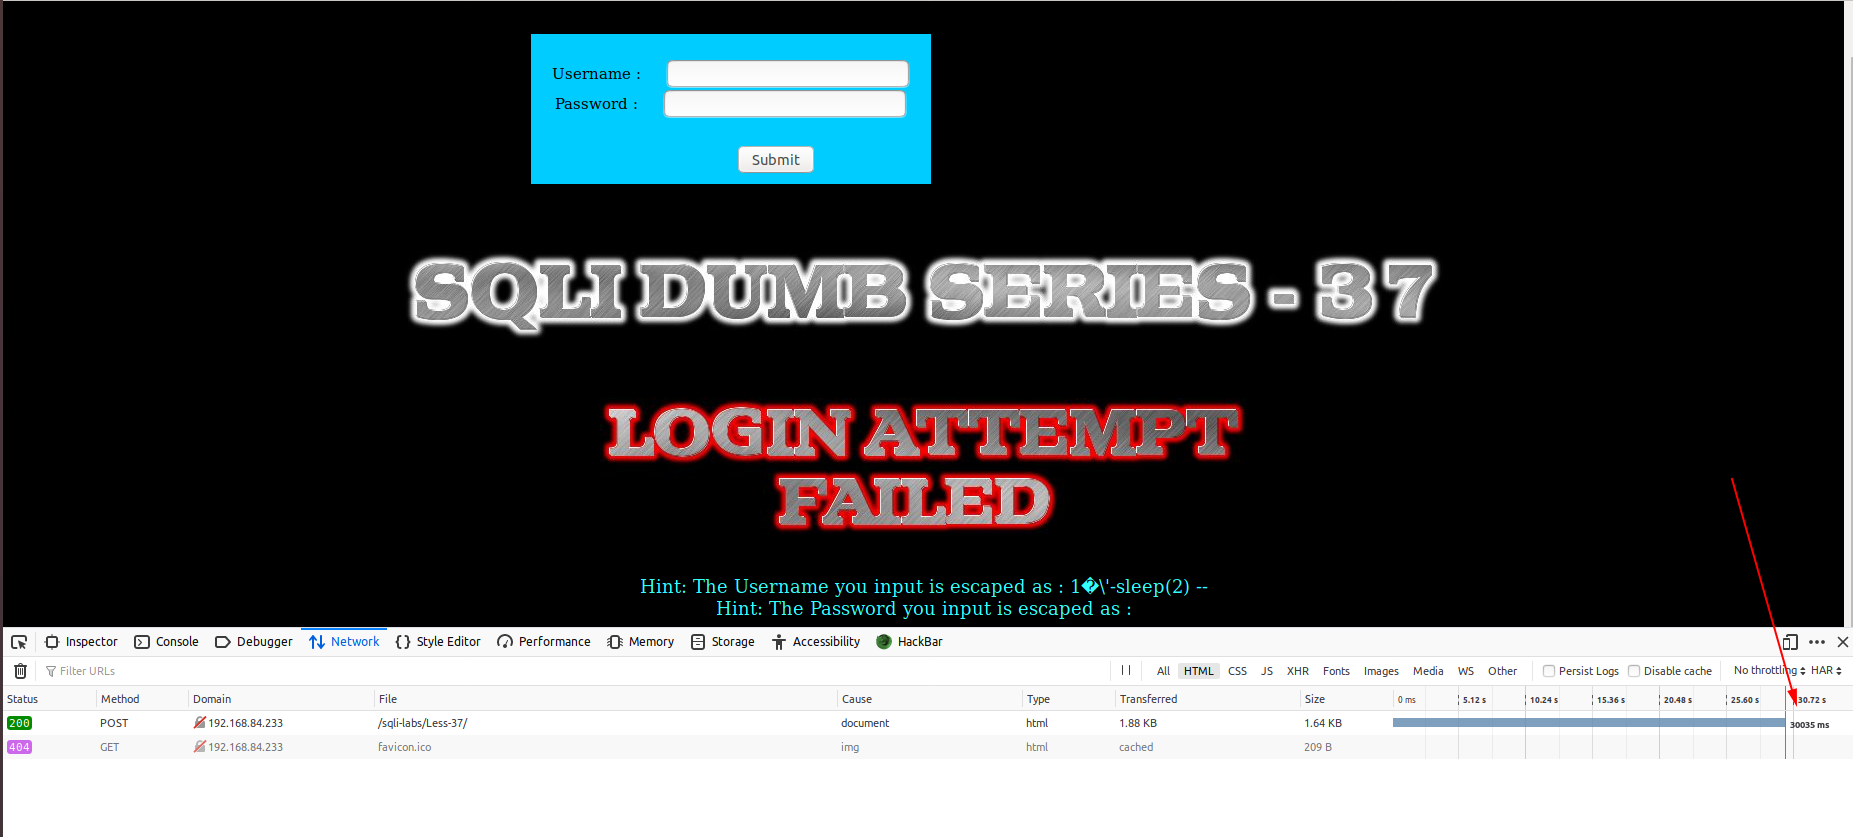 Username :
Password :
Submit
SQLI DUMB SERIES - 37
LOGIN ATTEMPT
FAILED
Hint: The Username you input is escaped as : 1�\'-sleep(2) --
Hint: The Password you input is escaped as :
Inspector Console Debugger Network Style Editor Performance Memory Storage Accessibility HackBar
Filter URLs All HTML CSS JS XHR Fonts Images Media WS Other Persist Logs Disable cache No throttling HAR
Status Method Domain File Cause Type Transferred Size 0 ms 5.12 s 10.24 s 15.36 s 20.48 s 25.60 s 30.72 s
200 POST 192.168.84.233 /sqli-labs/Less-37/ document html 1.88 KB 1.64 KB 30035 ms
404 GET 192.168.84.233 favicon.ico img html cached 209 B